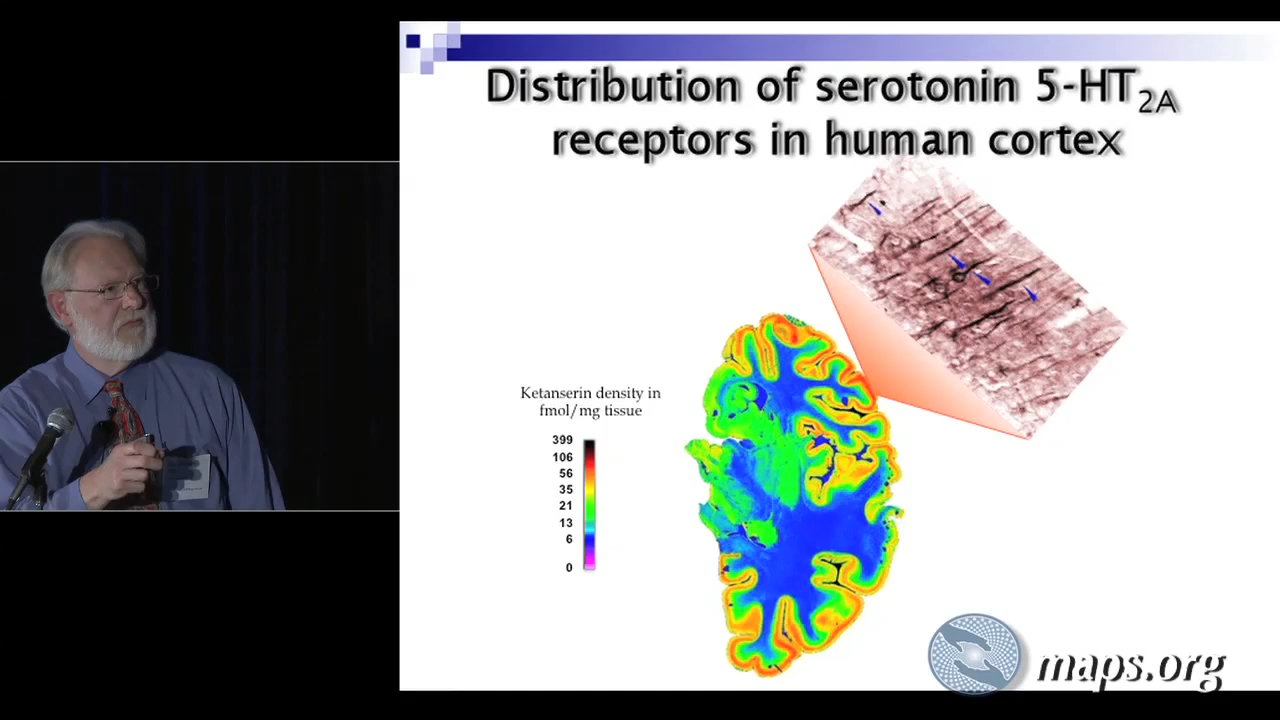 Distribution of serotonin 5-HT2A
receptors in human cortex
Ketanserin density in
fmol/mg tissue
399
106
56
35
21
13
6
0
maps.org